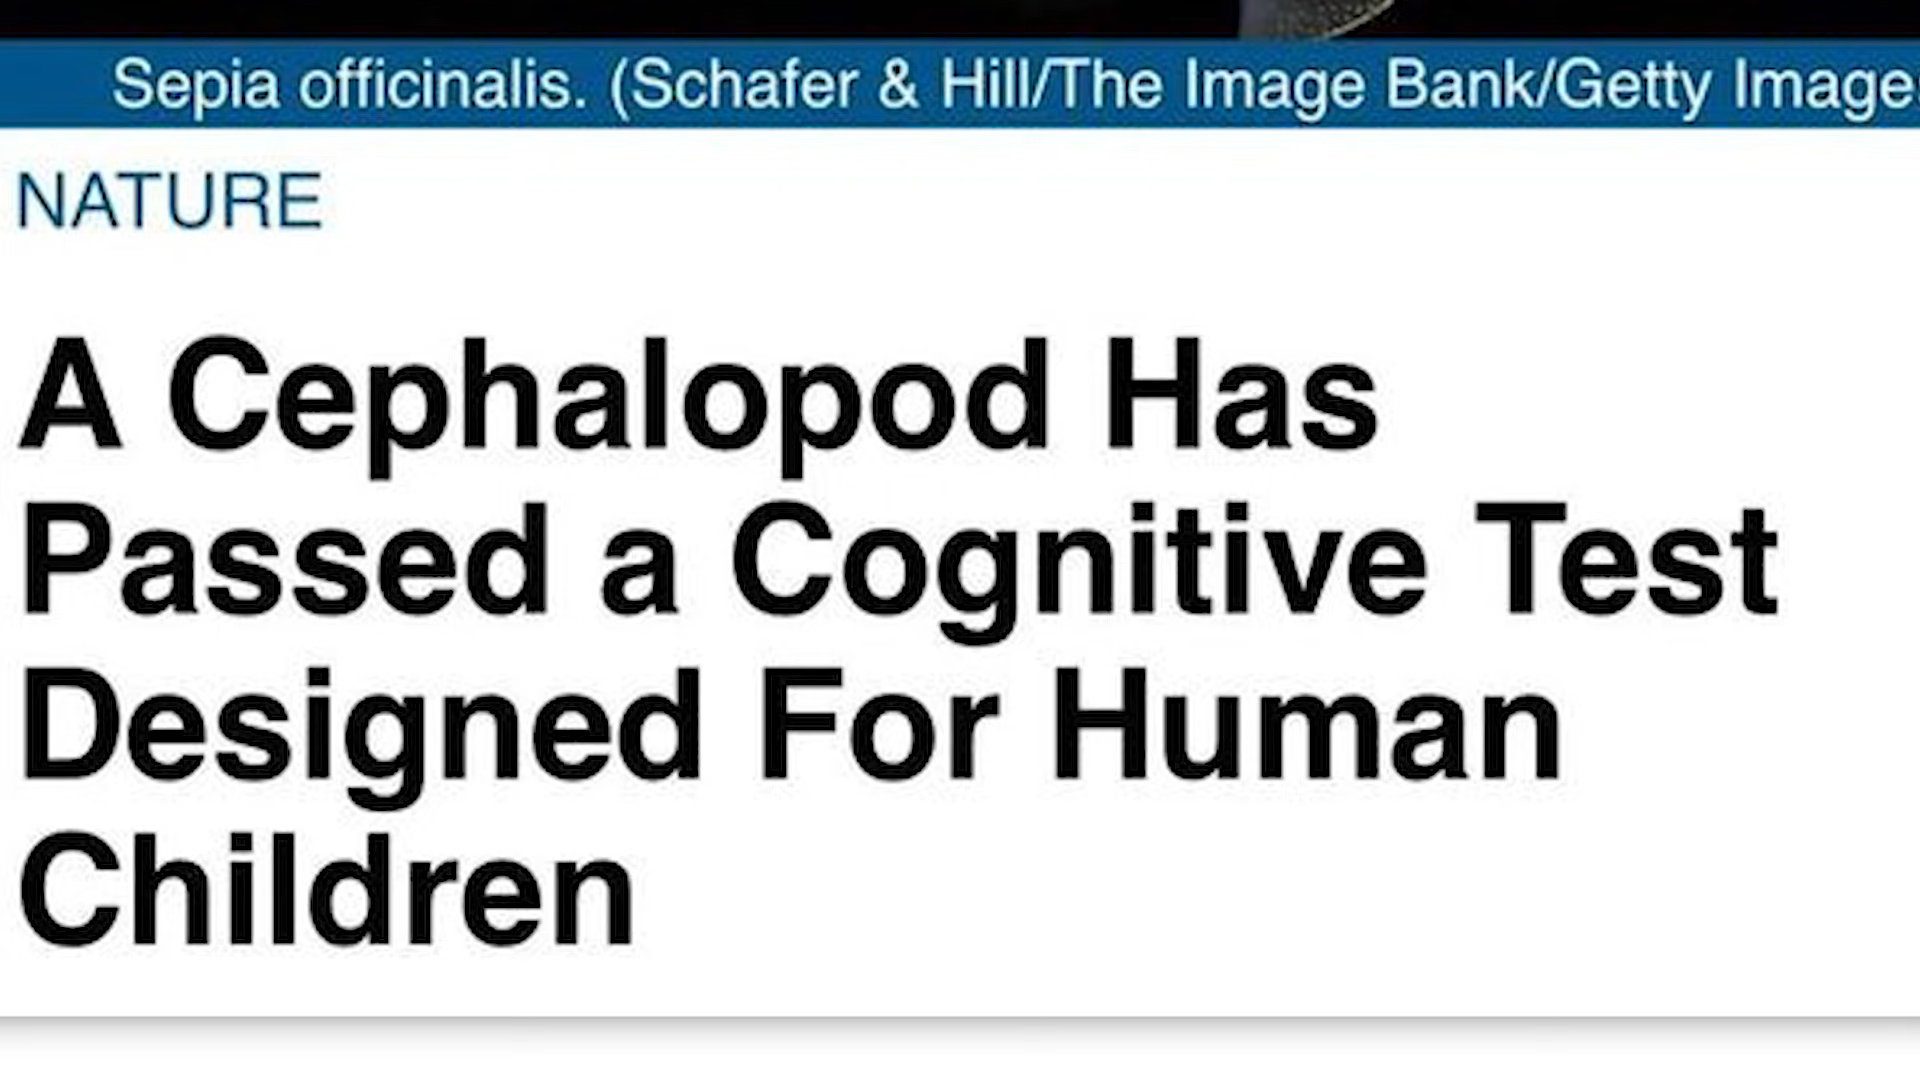 Sepia officinalis. (Schafer & Hill/The Image Bank/Getty Image
NATURE
A Cephalopod Has
Passed a Cognitive Test
Designed For Human
Children